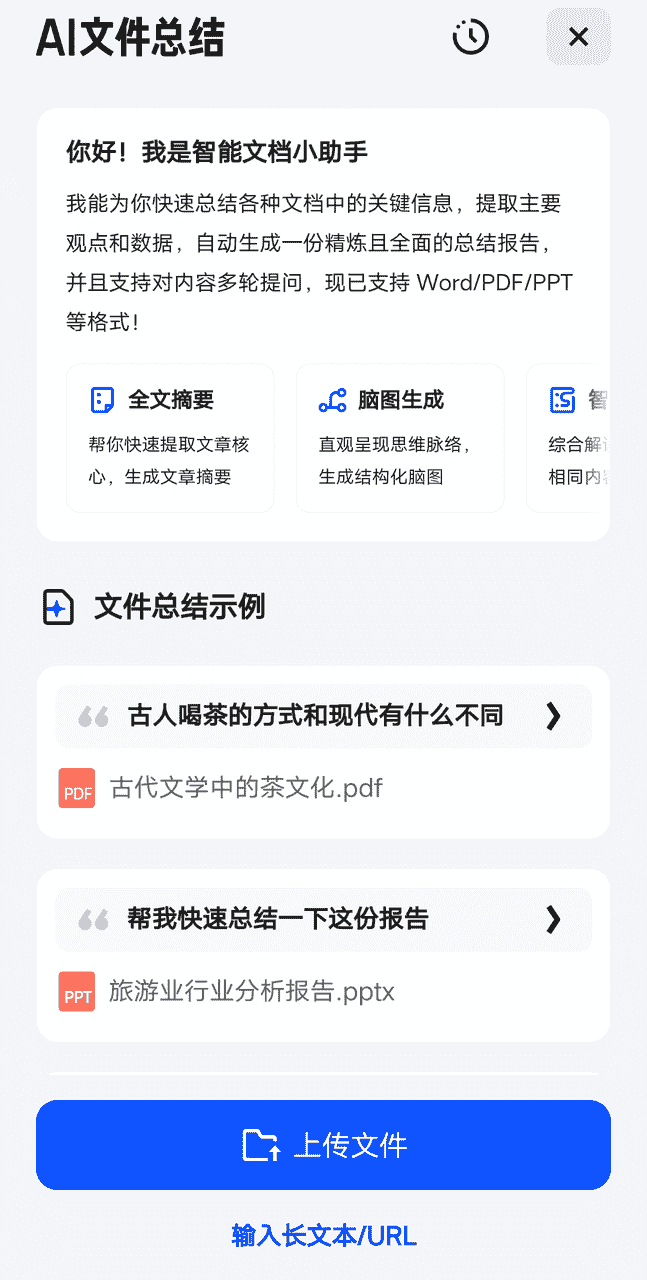 AI文件总结
你好！我是智能文档小助手
我能为你快速总结各种文档中的关键信息，提取主要
观点和数据，自动生成一份精炼且全面的总结报告，
并且支持对内容多轮提问，现已支持 Word/PDF/PPT
等格式！
全文摘要
帮你快速提取文章核
心，生成文章摘要
脑图生成
直观呈现思维脉络，
生成结构化脑图
智
综合解
相同内
文件总结示例
古人喝茶的方式和现代有什么不同
PDF 古代文学中的茶文化.pdf
帮我快速总结一下这份报告
PPT 旅游业行业分析报告.pptx
上传文件
输入长文本/URL